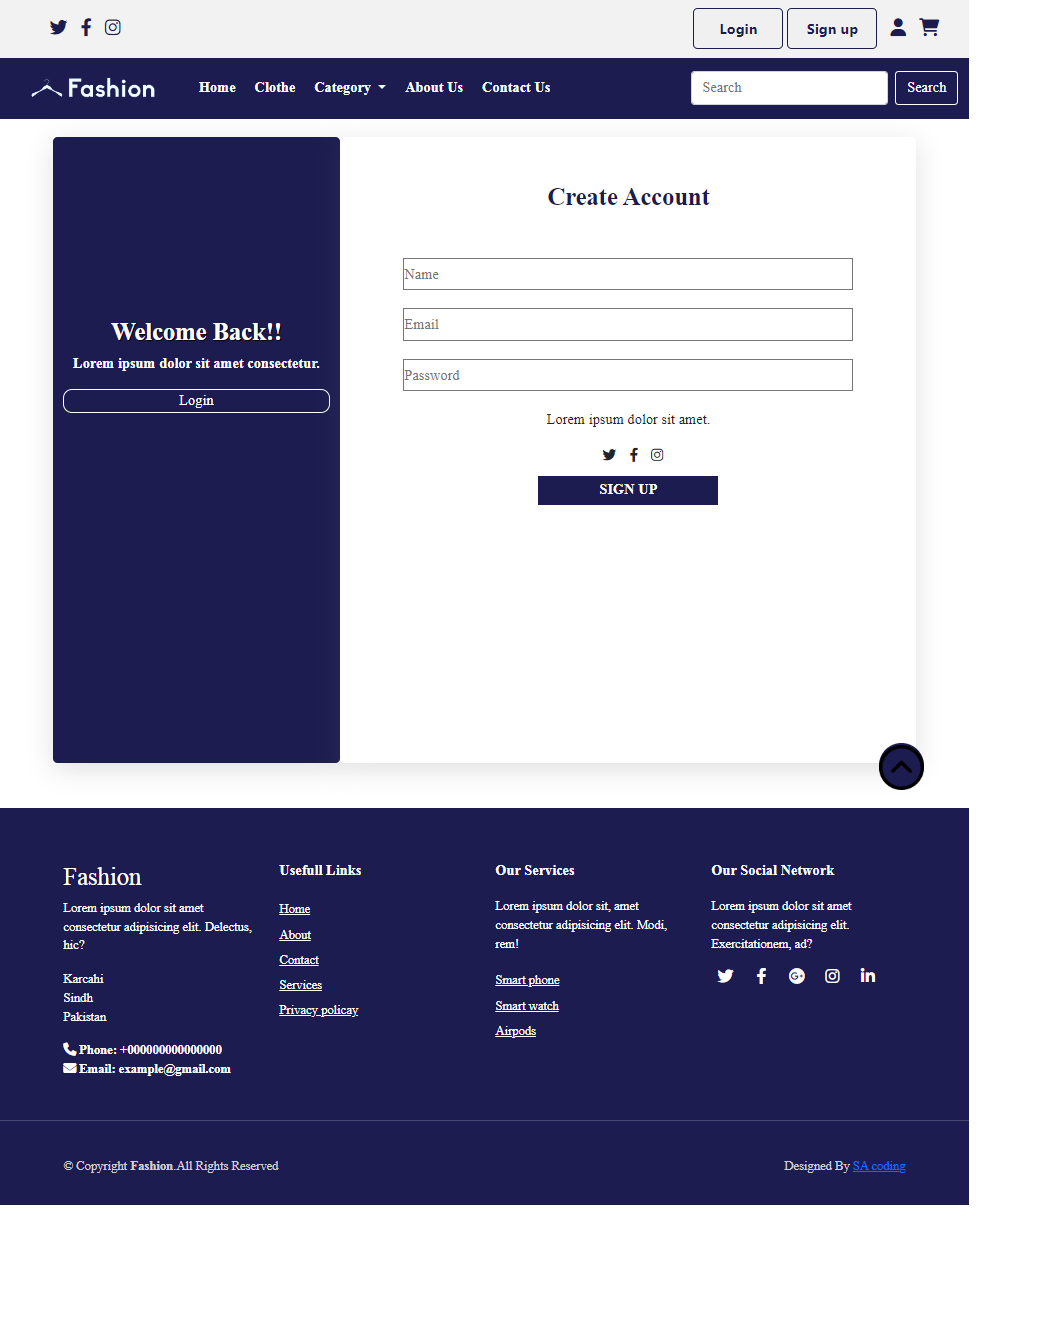 Login
Sign up
Fashion
Home
Clothe
Category
About Us
Contact Us
Search
Search
Create Account
Name
Email
Password
Lorem ipsum dolor sit amet.
SIGN UP
Welcome Back!!
Lorem ipsum dolor sit amet consectetur.
Login
Fashion
Lorem ipsum dolor sit amet
consectetur adipisicing elit. Delectus,
hic?
Karcahi
Sindh
Pakistan
Phone: +000000000000000
Email: example@gmail.com
Usefull Links
Home
About
Contact
Services
Privacy policay
Our Services
Lorem ipsum dolor sit, amet
consectetur adipisicing elit. Modi,
rem!
Smart phone
Smart watch
Airpods
Our Social Network
Lorem ipsum dolor sit amet
consectetur adipisicing elit.
Exercitationem, ad?
© Copyright Fashion.All Rights Reserved
Designed By SA coding